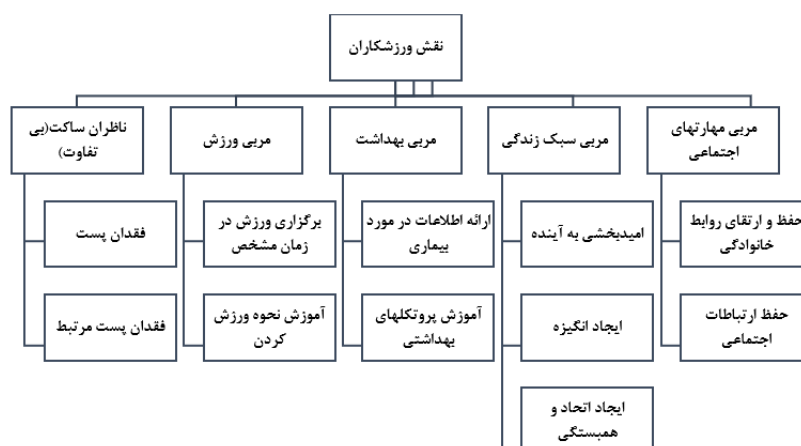 نقش ورزشکاران
مربی مهارتهای
اجتماعی
مربی سبک زندگی
مربی بهداشت
مربی ورزش
ناظران ساکت(بی
تفاوت)
حفظ و ارتقای روابط
خانوادگی
امیدبخشی به آینده
ارائه اطلاعات در مورد
بیماری
برگزاری ورزش در
زمان مشخص
فقدان پست
حفظ ارتباطات
اجتماعی
ایجاد انگیزه
آموزش پروتکلهای
بهداشتی
آموزش نحوه ورزش
کردن
فقدان پست مرتبط
ایجاد اتحاد و
همبستگی